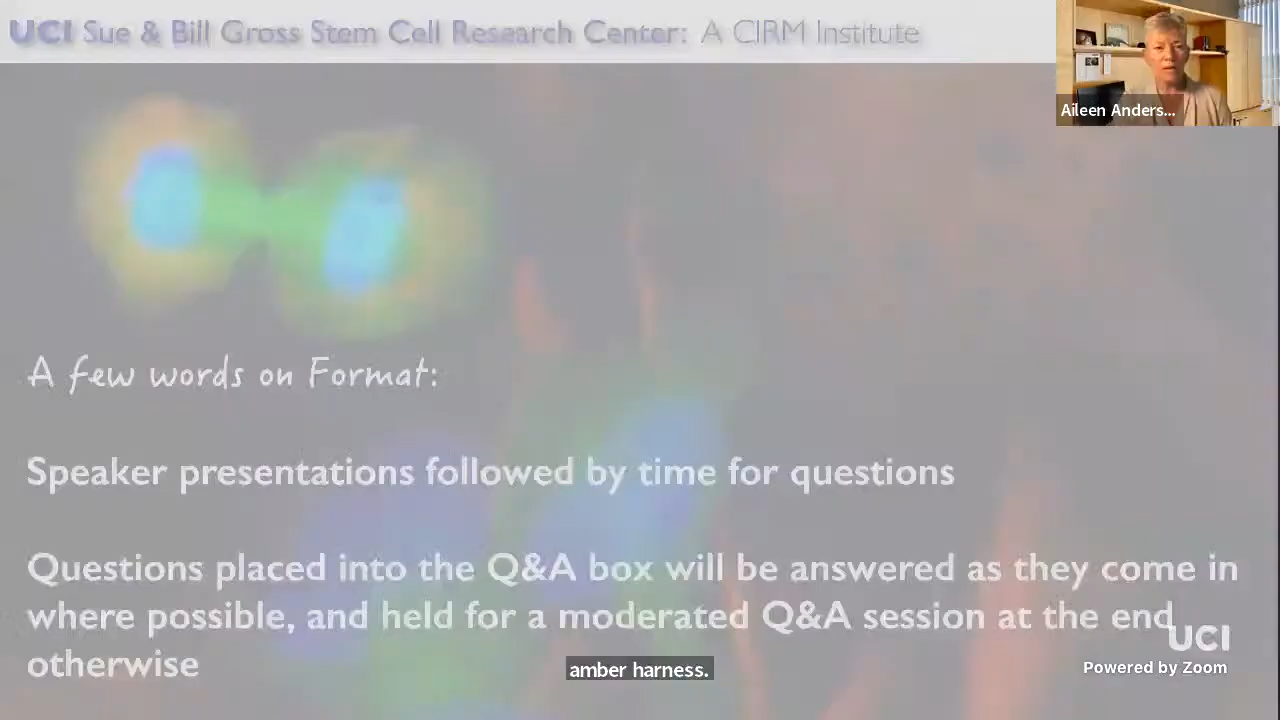 UCI Sue & Bill Gross Stem Cell Research Center: A CIRM Institute
Aileen Anders...
A few words on Format:
Speaker presentations followed by time for questions
Questions placed into the Q&A box will be answered as they come in
where possible, and held for a moderated Q&A session at the end
otherwise
amber harness.
UCI
Powered by Zoom